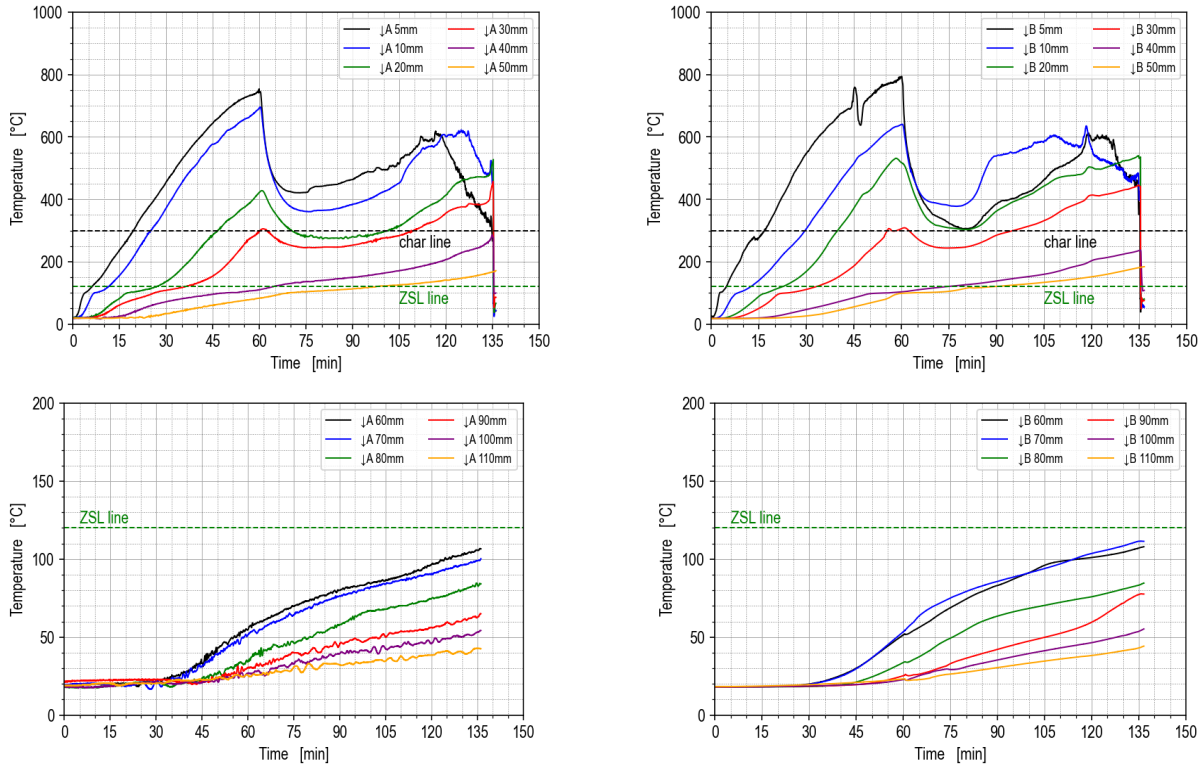 1000
800
600
400
200
0
Temperature [°C]
↓A 5mm ↓A 30mm
↓A 10mm ↓A 40mm
↓A 20mm ↓A 50mm
char line
ZSL line
0 15 30 45 60 75 90 105 120 135 150
Time [min]
1000
800
600
400
200
0
Temperature [°C]
↓B 5mm ↓B 30mm
↓B 10mm ↓B 40mm
↓B 20mm ↓B 50mm
char line
ZSL line
0 15 30 45 60 75 90 105 120 135 150
Time [min]
200
150
100
50
0
Temperature [°C]
↓A 60mm ↓A 90mm
↓A 70mm ↓A 100mm
↓A 80mm ↓A 110mm
ZSL line
0 15 30 45 60 75 90 105 120 135 150
Time [min]
200
150
100
50
0
Temperature [°C]
↓B 60mm ↓B 90mm
↓B 70mm ↓B 100mm
↓B 80mm ↓B 110mm
ZSL line
0 15 30 45 60 75 90 105 120 135 150
Time [min]